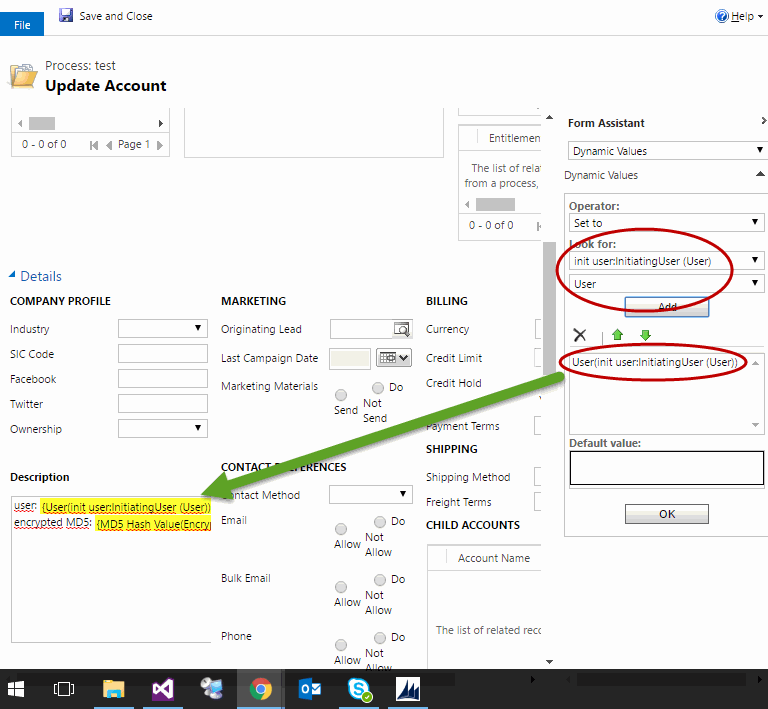 File
Save and Close
Help
Process: test
Update Account
0 - 0 of 0
Page 1
Entitlemen
The list of rela
from a process,
0 - 0 of 0
Details
COMPANY PROFILE
Industry
SIC Code
Facebook
Twitter
Ownership
Description
user: {User(init user:InitiatingUser (User))
encrypted MD5: {MD5 Hash Value(Encry
MARKETING
Originating Lead
Last Campaign Date
Marketing Materials
Send
Do
Not
Send
CONTACT
Contact Method
Email
Allow
Do
Not
Allow
Bulk Email
Allow
Do
Not
Allow
Phone
Allow
Do
Not
Allow
BILLING
Currency
Credit Limit
Credit Hold
Payment Terms
SHIPPING
Shipping Method
Freight Terms
CHILD ACCOUNTS
Account Name
The list of related reco
Form Assistant
Dynamic Values
Dynamic Values
Operator:
Set to
Look for:
init user:InitiatingUser (User)
User
Add
User(init user:InitiatingUser (User))
Default value:
OK